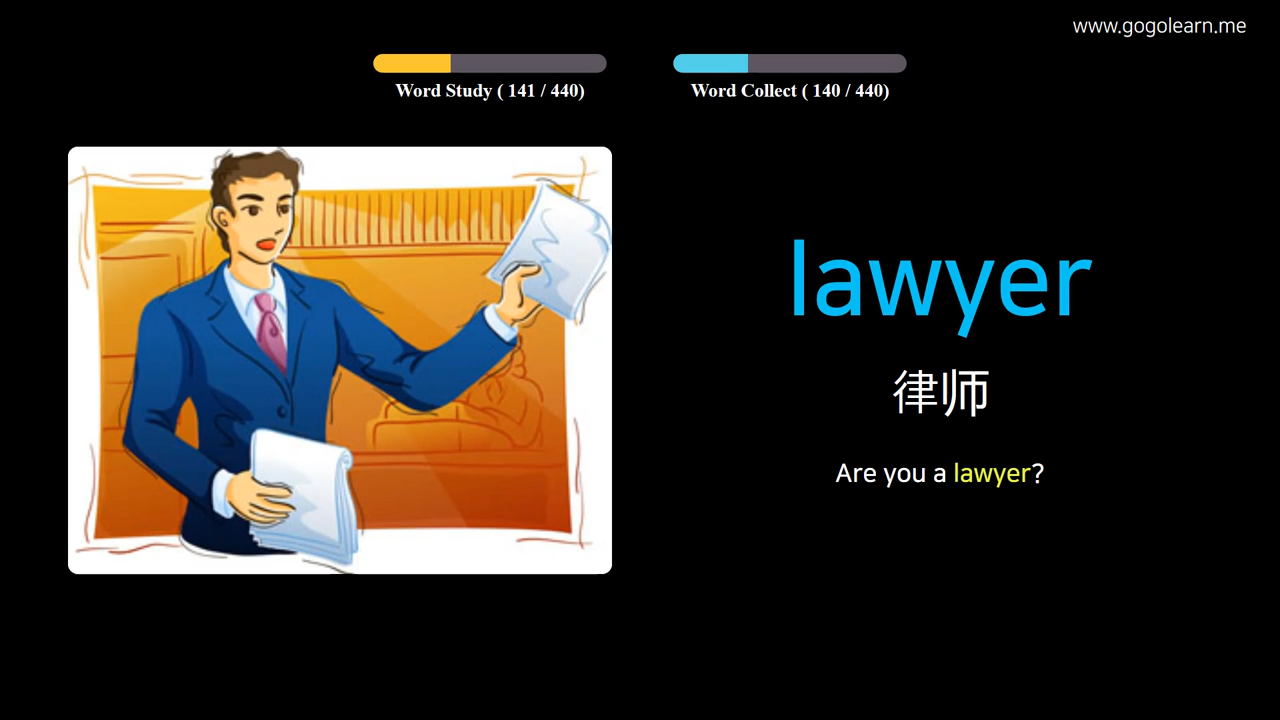 www.gogolearn.me
Word Study ( 141 / 440)
Word Collect ( 140 / 440)
lawyer
律师
Are you a lawyer?